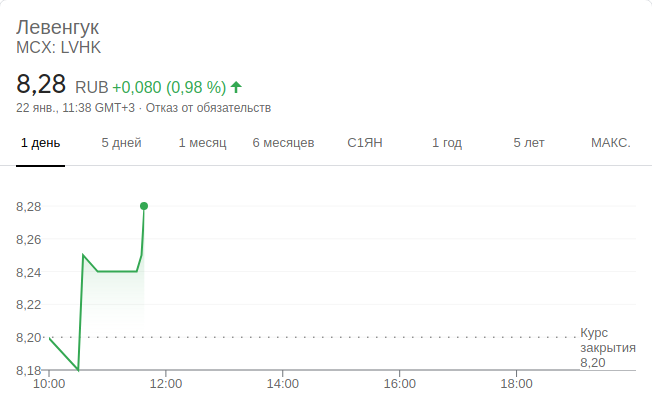 Левенгук
MCX: LVHK
8,28 RUB +0,080 (0,98 %)
22 янв., 11:38 GMT+3 · Отказ от обязательств
1 день 5 дней 1 месяц 6 месяцев С1ЯН 1 год 5 лет МАКС.
8,28
8,26
8,24
8,22
8,20
8,18
Курс
закрытия
8,20
10:00 12:00 14:00 16:00 18:00